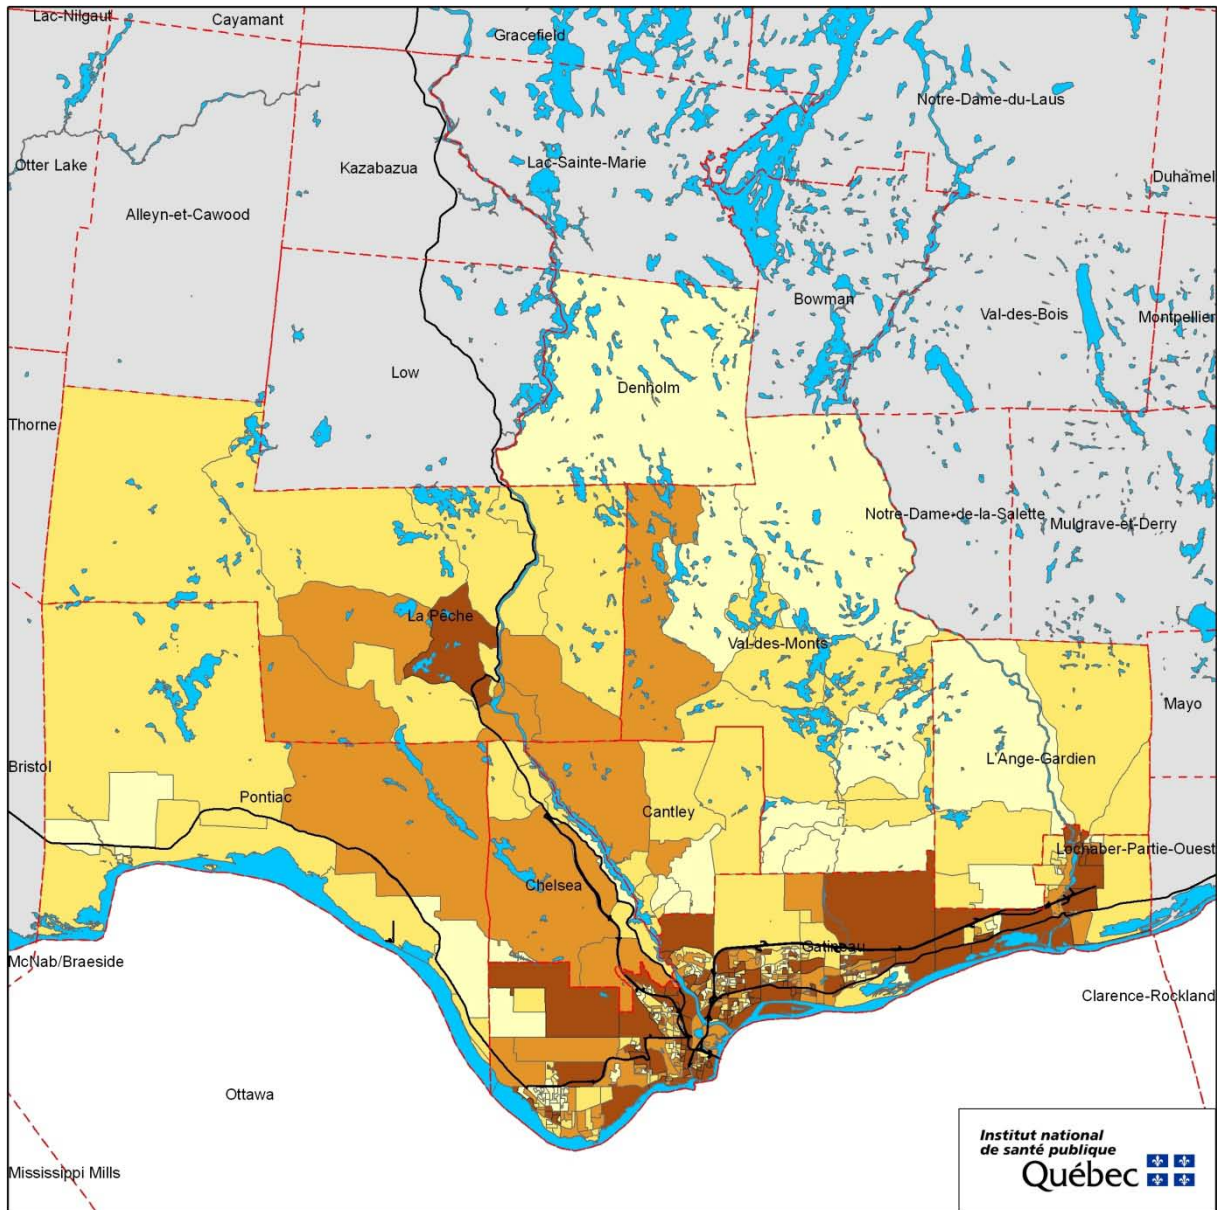 Lac-Nilgaut
Cayamant
Gracefield
Notre-Dame-du-Laus
Otter Lake
Kazabazua
Lac-Sainte-Marie
Duhamel
Alleyn-et-Cawood
Bowman
Val-des-Bois
Montpellier
Low
Denholm
Thorne
Notre-Dame-de-la-Salette
Mulgrave-et-Derry
La Pêche
Val-des-Monts
Mayo
Bristol
L'Ange-Gardien
Pontiac
Cantley
Lochaber-Partie-Ouest
Chelsea
Gatineau
McNab/Braeside
Clarence-Rockland
Ottawa
Mississippi Mills
Institut national
de santé publique
Québec